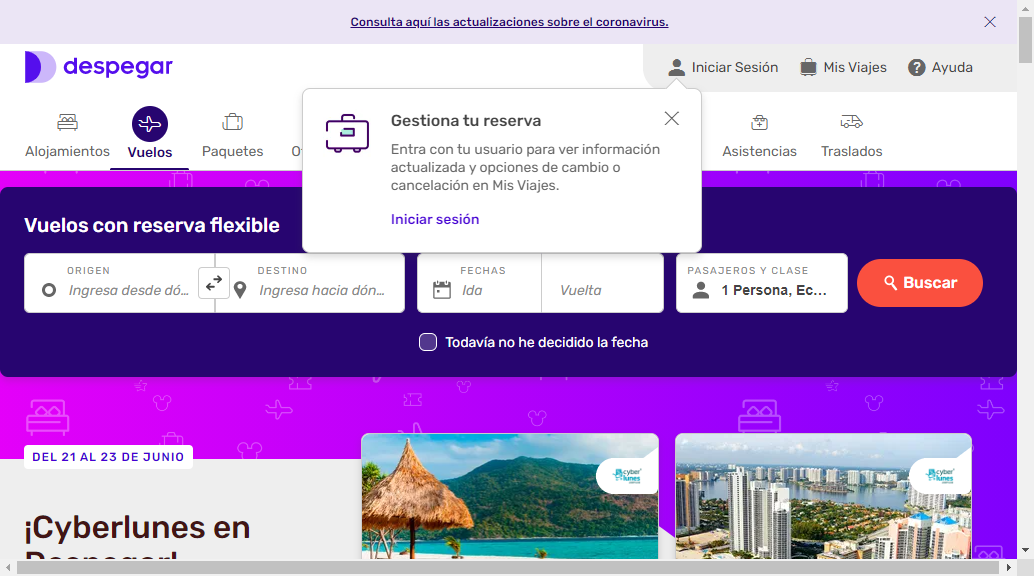 Consulta aquí las actualizaciones sobre el coronavirus.
despegar
Iniciar Sesión
Mis Viajes
Ayuda
Alojamientos
Vuelos
Paquetes
Asistencias
Traslados
Gestiona tu reserva
Entra con tu usuario para ver información
actualizada y opciones de cambio o
cancelación en Mis Viajes.
Iniciar sesión
Vuelos con reserva flexible
ORIGEN
Ingresa desde dó...
DESTINO
Ingresa hacia dón...
FECHAS
Ida
Vuelta
PASAJEROS Y CLASE
1 Persona, Ec...
Buscar
Todavía no he decidido la fecha
DEL 21 AL 23 DE JUNIO
¡Cyberlunes en
Despegar!
cyber
lunes
cyber
lunes